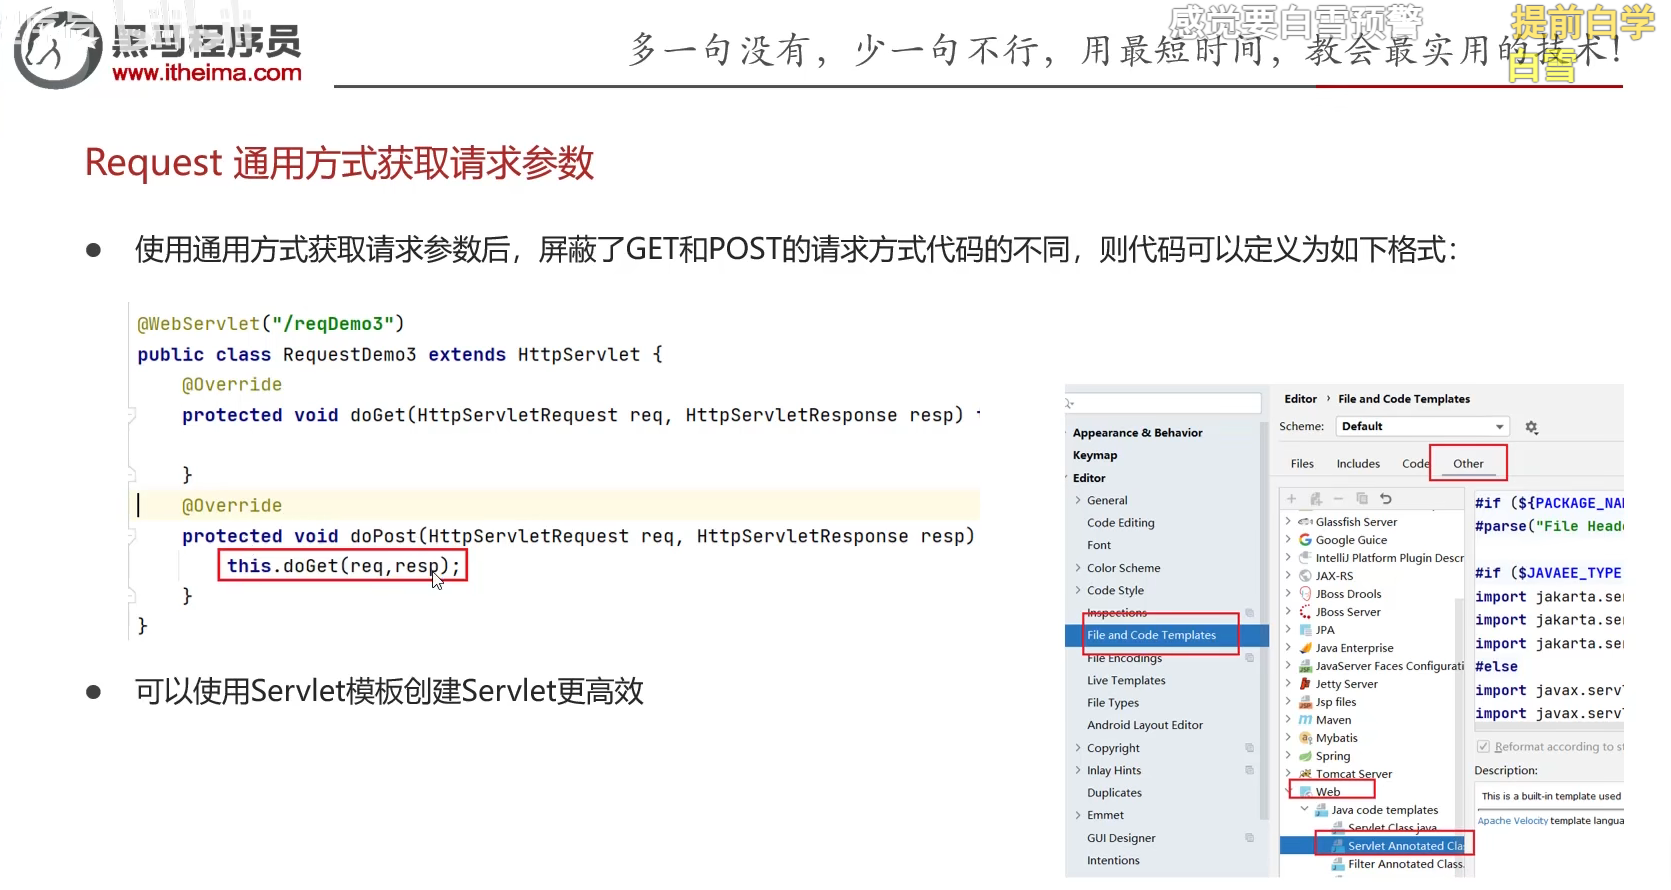 黑马程序员
www.itheima.com
感觉要白雪预警
提前白学
白雪
多一句没有，少一句不行，用最短时间，教会最实用的技术！
Request 通用方式获取请求参数
● 使用通用方式获取请求参数后，屏蔽了GET和POST的请求方式代码的不同，则代码可以定义为如下格式：
@WebServlet("/reqDemo3")
public class RequestDemo3 extends HttpServlet {
@Override
protected void doGet(HttpServletRequest req, HttpServletResponse resp)
}
@Override
protected void doPost(HttpServletRequest req, HttpServletResponse resp)
this.doGet(req,resp);
}
}
● 可以使用Servlet模板创建Servlet更高效
Appearance & Behavior
Keymap
Editor
General
Code Editing
Font
Color Scheme
Code Style
Inspections
File and Code Templates
File Encodings
Live Templates
File Types
Android Layout Editor
Copyright
Inlay Hints
Duplicates
Emmet
GUI Designer
Intentions
Editor › File and Code Templates
Scheme: Default
Files Includes Code Other
Glassfish Server
Google Guice
IntelliJ Platform Plugin Descr
JAX-RS
JBoss Drools
JBoss Server
JPA
Java Enterprise
JavaServer Faces Configurati
Jetty Server
Jsp files
Maven
Mybatis
Spring
Tomcat Server
Web
Java code templates
Servlet Class.java
Servlet Annotated Cla
Filter Annotated Class.
#if (${PACKAGE_NA
#parse("File Head
#if ($JAVAEE_TYPE
import jakarta.ser
import jakarta.ser
import jakarta.ser
#else
import javax.serv
import javax.serv
Reformat according to st
Description:
This is a built-in template used
Apache Velocity template langua